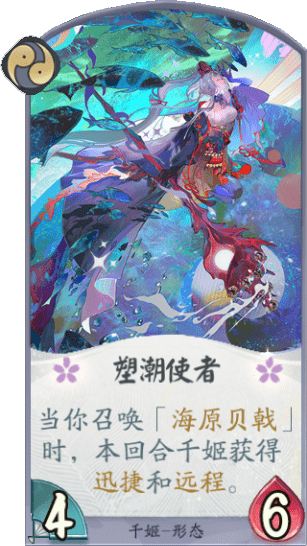 塑潮使者
当你召唤「海原贝戟」
时，本回合千姬获得
迅捷和远程。
4
千姬-形态
6